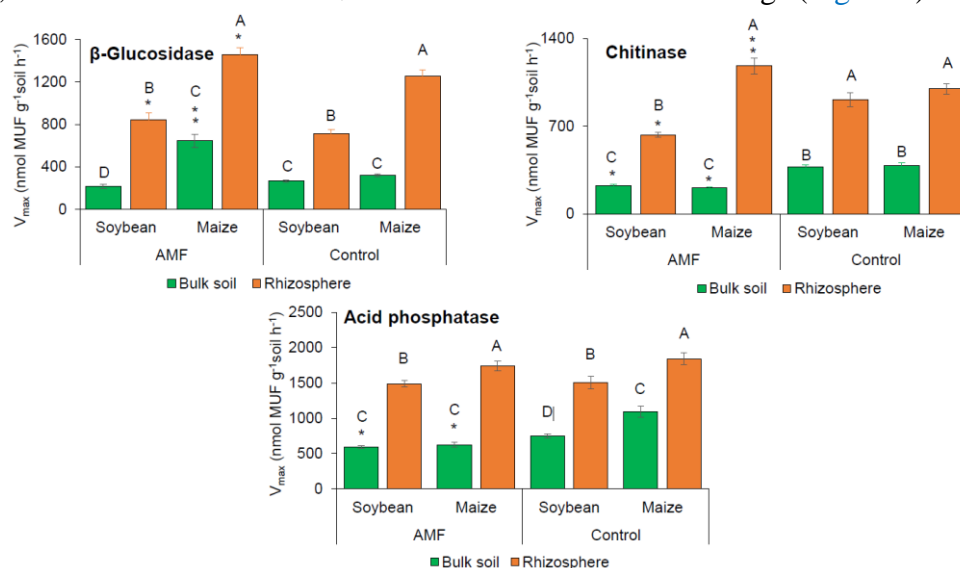 (
)
β-Glucosidase
V_max (nmol MUF g⁻¹soil h⁻¹)
1600
1200
800
400
0
D
B
*
C
*
*
A
*
C
B
C
A
Soybean
Maize
Soybean
Maize
AMF
Control
Bulk soil
Rhizosphere
Chitinase
V_max (nmol MUF g⁻¹soil h⁻¹)
1400
700
0
C
*
B
*
C
*
A
*
*
B
A
B
A
Soybean
Maize
Soybean
Maize
AMF
Control
Bulk soil
Rhizosphere
Acid phosphatase
V_max (nmol MUF g⁻¹soil h⁻¹)
2500
2000
1500
1000
500
0
C
*
B
C
*
A
D|
B
C
A
Soybean
Maize
Soybean
Maize
AMF
Control
Bulk soil
Rhizosphere